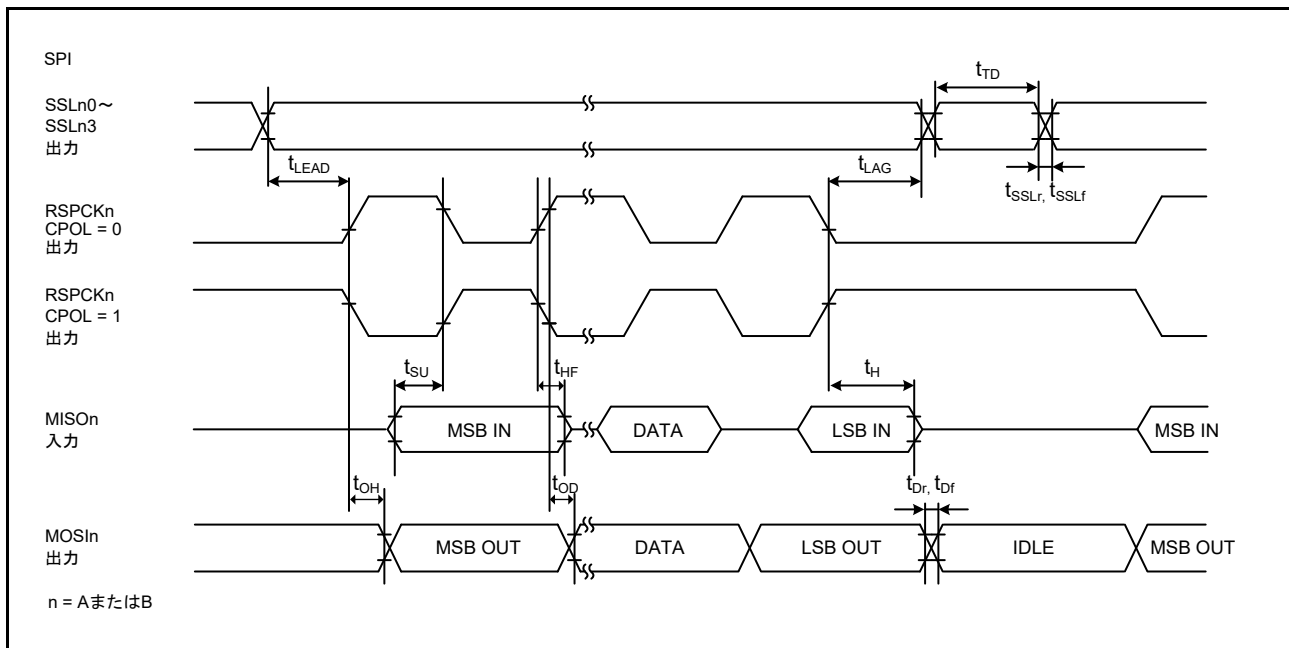 SPI
SSLn0～
SSLn3
出力
tTD
tLEAD
tLAG
tSSLr, tSSLf
RSPCKn
CPOL = 0
出力
RSPCKn
CPOL = 1
出力
tSU
tHF
tH
MISOn
入力
MSB IN
DATA
LSB IN
MSB IN
tOH
tOD
tDr, tDf
MOSIn
出力
MSB OUT
DATA
LSB OUT
IDLE
MSB OUT
n = AまたはB